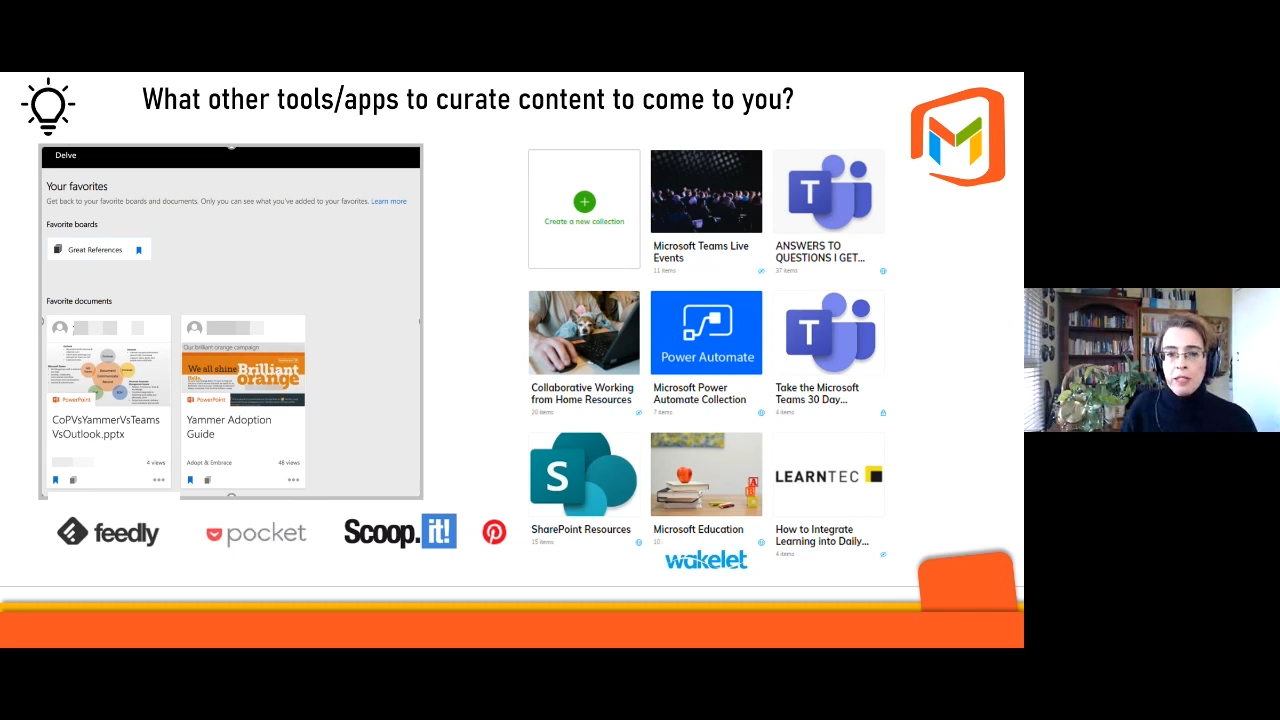 What other tools/apps to curate content to come to you?
Delve
Your favorites
Get back to your favorite boards and documents. Only you can see what you've added to your favorites. Learn more
Favorite boards
Great References
Favorite documents
PowerPoint
CoPVsYammerVsTeams
VsOutlook.pptx
4 views
Our brilliant orange campaign
We all shine
Brilliant
orange
Hello.
PowerPoint
Yammer Adoption
Guide
Adopt & Embrace
48 views
feedly
pocket
Scoop.it!
Create a new collection
Microsoft Teams Live
Events
11 items
T
ANSWERS TO
QUESTIONS I GET...
37 items
Collaborative Working
from Home Resources
20 items
Power Automate
Microsoft Power
Automate Collection
7 items
T
Take the Microsoft
Teams 30 Day...
4 items
S
SharePoint Resources
15 items
Microsoft Education
10
wakelet
LEARNTEC
How to Integrate
Learning into Daily...
4 items